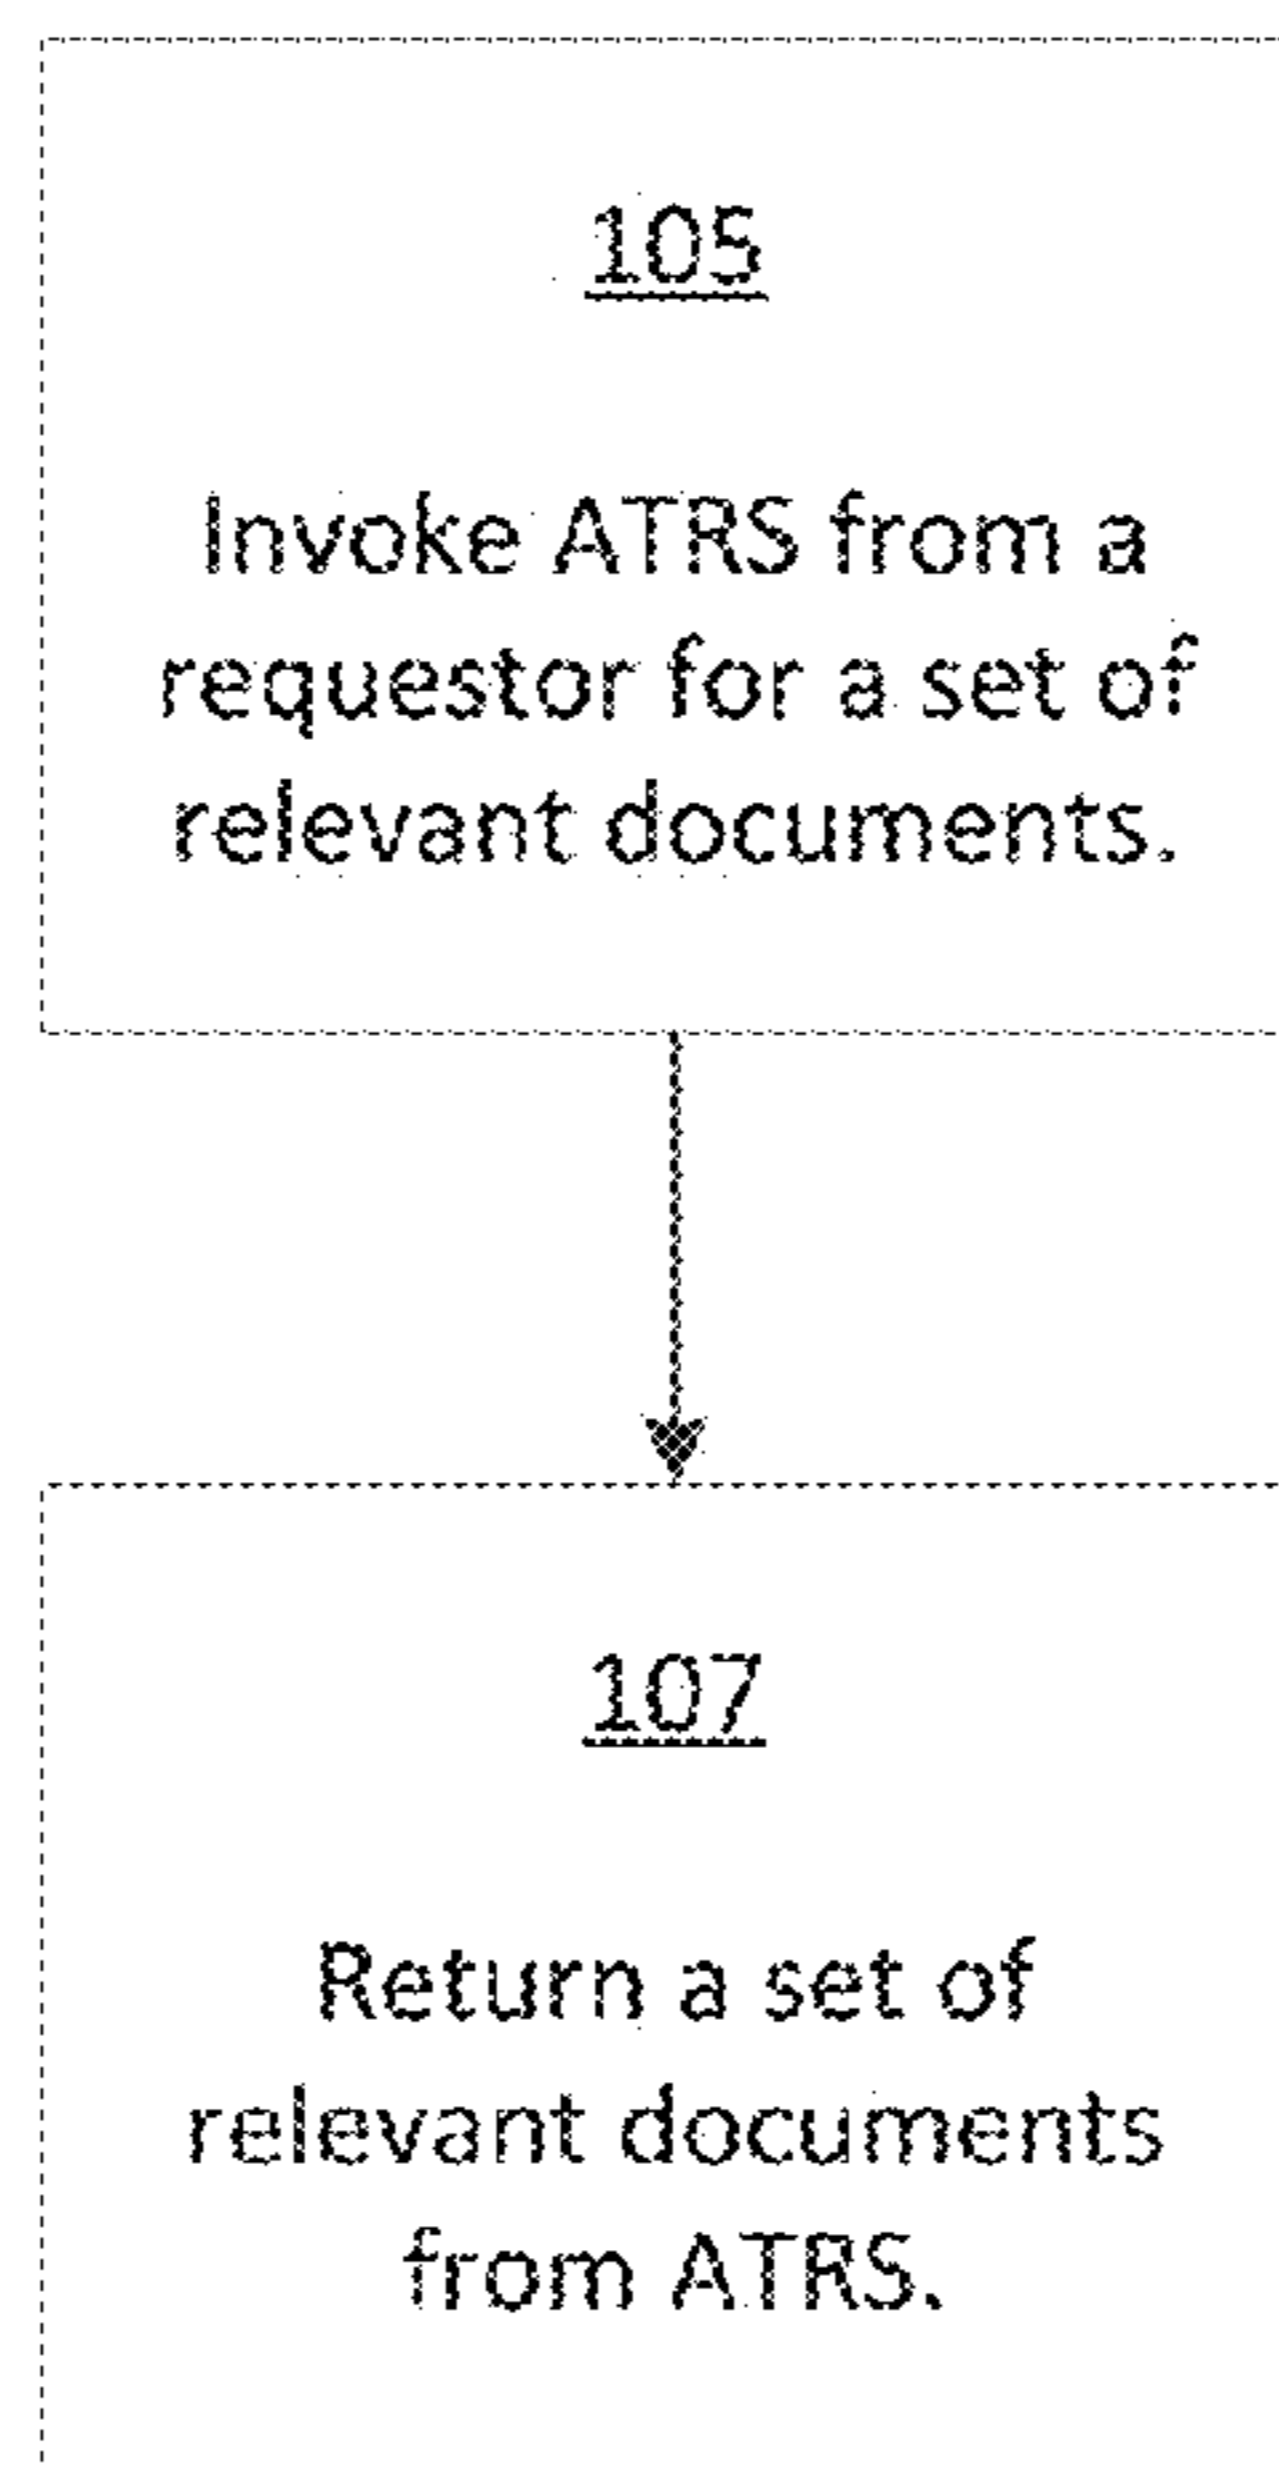 105
Invoke ATRS from a
requestor for a set of
relevant documents.
107
Return a set of
relevant documents
from ATRS.